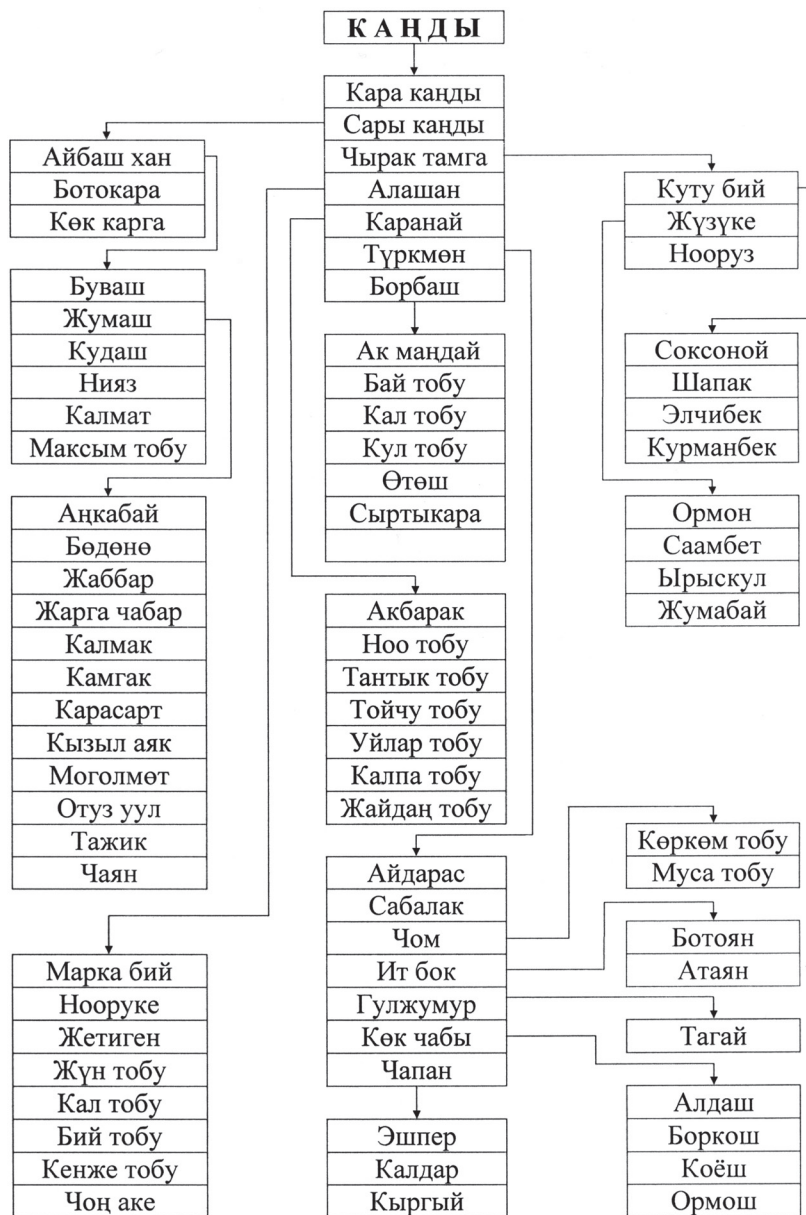 КАҢДЫ
Кара каңды
Сары каңды
Чырак тамга
Алашан
Каранай
Түркмөн
Борбаш
Айбаш хан
Ботокара
Көк карга
Куту бий
Жүзүке
Нооруз
Буваш
Жумаш
Кудаш
Нияз
Калмат
Максым тобу
Ак маңдай
Бай тобу
Кал тобу
Кул тобу
Өтөш
Сыртыкара
Соксоной
Шапак
Элчибек
Курманбек
Аңкабай
Бөдөнө
Жаббар
Жарга чабар
Калмак
Камгак
Карасарт
Кызыл аяк
Моголмөт
Отуз уул
Тажик
Чаян
Ормон
Саамбет
Ырыскул
Жумабай
Акбарак
Ноо тобу
Тантык тобу
Тойчу тобу
Уйлар тобу
Калпа тобу
Жайдаң тобу
Көркөм тобу
Муса тобу
Айдарас
Сабалак
Чом
Ит бок
Гулжумур
Көк чабы
Чапан
Ботоян
Атаян
Тагай
Марка бий
Нооруке
Жетиген
Жүн тобу
Кал тобу
Бий тобу
Кенже тобу
Чоң аке
Эшпер
Калдар
Кыргый
Алдаш
Боркош
Коёш
Ормош